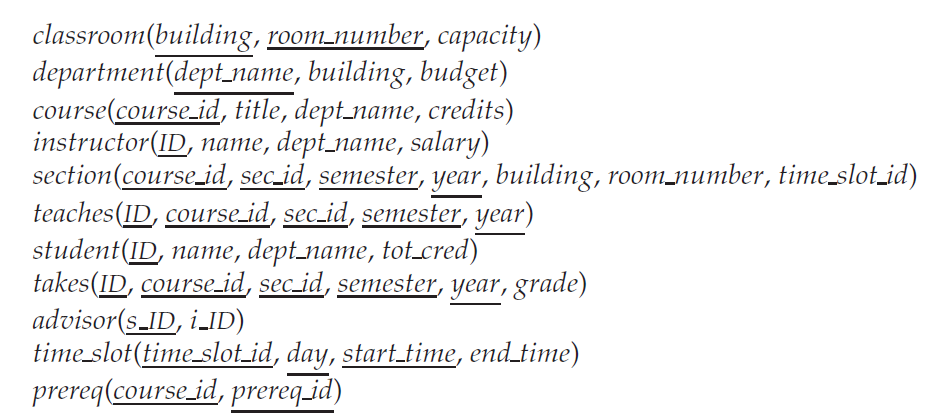 classroom(building, room_number, capacity)
department(dept_name, building, budget)
course(course_id, title, dept_name, credits)
instructor(ID, name, dept_name, salary)
section(course_id, sec_id, semester, year, building, room_number, time_slot_id)
teaches(ID, course_id, sec_id, semester, year)
student(ID, name, dept_name, tot_cred)
takes(ID, course_id, sec_id, semester, year, grade)
advisor(s_ID, i_ID)
time_slot(time_slot_id, day, start_time, end_time)
prereq(course_id, prereq_id)